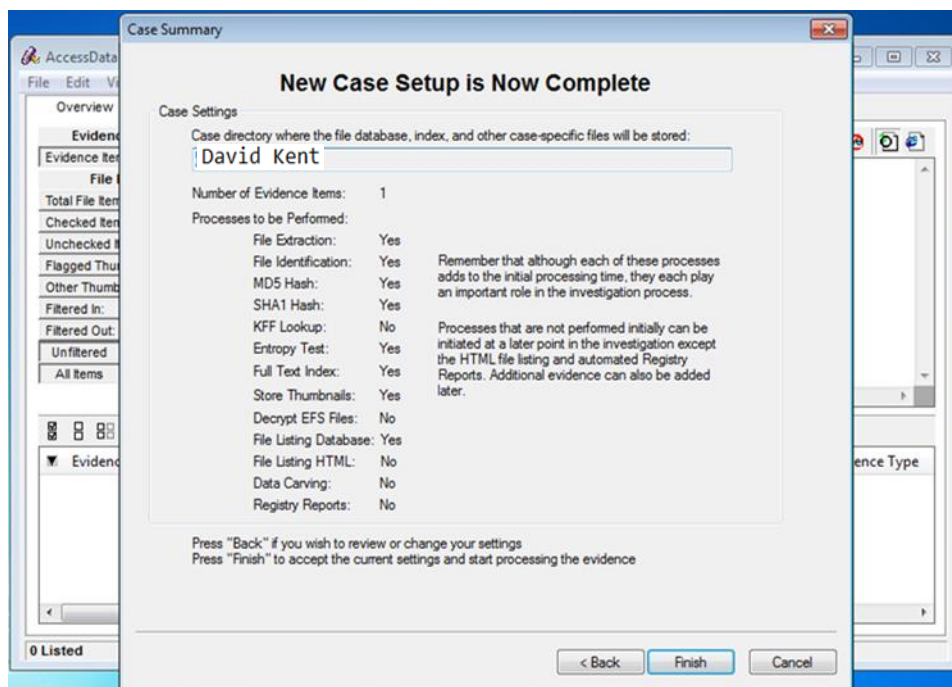 Case Summary
AccessData
File Edit
Overview
New Case Setup is Now Complete
Case Settings
Case directory where the file database, index, and other case-specific files will be stored:
David Kent
Number of Evidence Items: 1
Processes to be Performed:
File Extraction: Yes
File Identification: Yes
MD5 Hash: Yes
SHA1 Hash: Yes
KFF Lookup: No
Entropy Test: Yes
Full Text Index: Yes
Store Thumbnails: Yes
Decrypt EFS Files: No
File Listing Database: Yes
File Listing HTML: No
Data Carving: No
Registry Reports: No
Remember that although each of these processes
adds to the initial processing time, they each play
an important role in the investigation process.
Processes that are not performed initially can be
initiated at a later point in the investigation except
the HTML file listing and automated Registry
Reports. Additional evidence can also be added
later.
Press "Back" if you wish to review or change your settings
Press "Finish" to accept the current settings and start processing the evidence
< Back Finish Cancel
Evidenc
Evidence Iter
File I
Total File Item
Checked Iten
Unchecked I
Flagged Thu
Other Thumb
Filtered In:
Filtered Out:
Unfiltered
All Items
Evidenc
ence Type
0 Listed